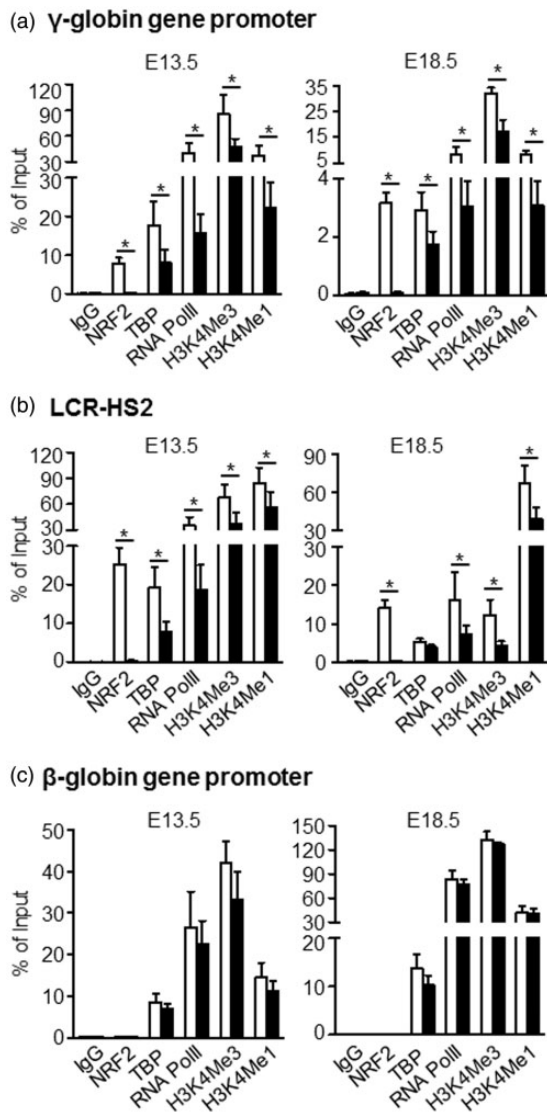 (a) γ-globin gene promoter
E13.5
E18.5
% of Input
120
90
60
30
30
20
10
0
* * * * *
IgG
NRF2
TBP
RNA PolII
H3K4Me3
H3K4Me1
35
25
15
5
4
2
0
* * * * *
IgG
NRF2
TBP
RNA PolII
H3K4Me3
H3K4Me1
(b) LCR-HS2
E13.5
E18.5
% of Input
120
90
60
30
30
20
10
0
* * * * *
IgG
NRF2
TBP
RNA PolII
H3K4Me3
H3K4Me1
90
60
30
20
10
0
* * * *
IgG
NRF2
TBP
RNA PolII
H3K4Me3
H3K4Me1
(c) β-globin gene promoter
E13.5
E18.5
% of Input
50
40
30
20
10
0
IgG
NRF2
TBP
RNA PolII
H3K4Me3
H3K4Me1
150
120
90
60
30
20
10
0
IgG
NRF2
TBP
RNA PolII
H3K4Me3
H3K4Me1